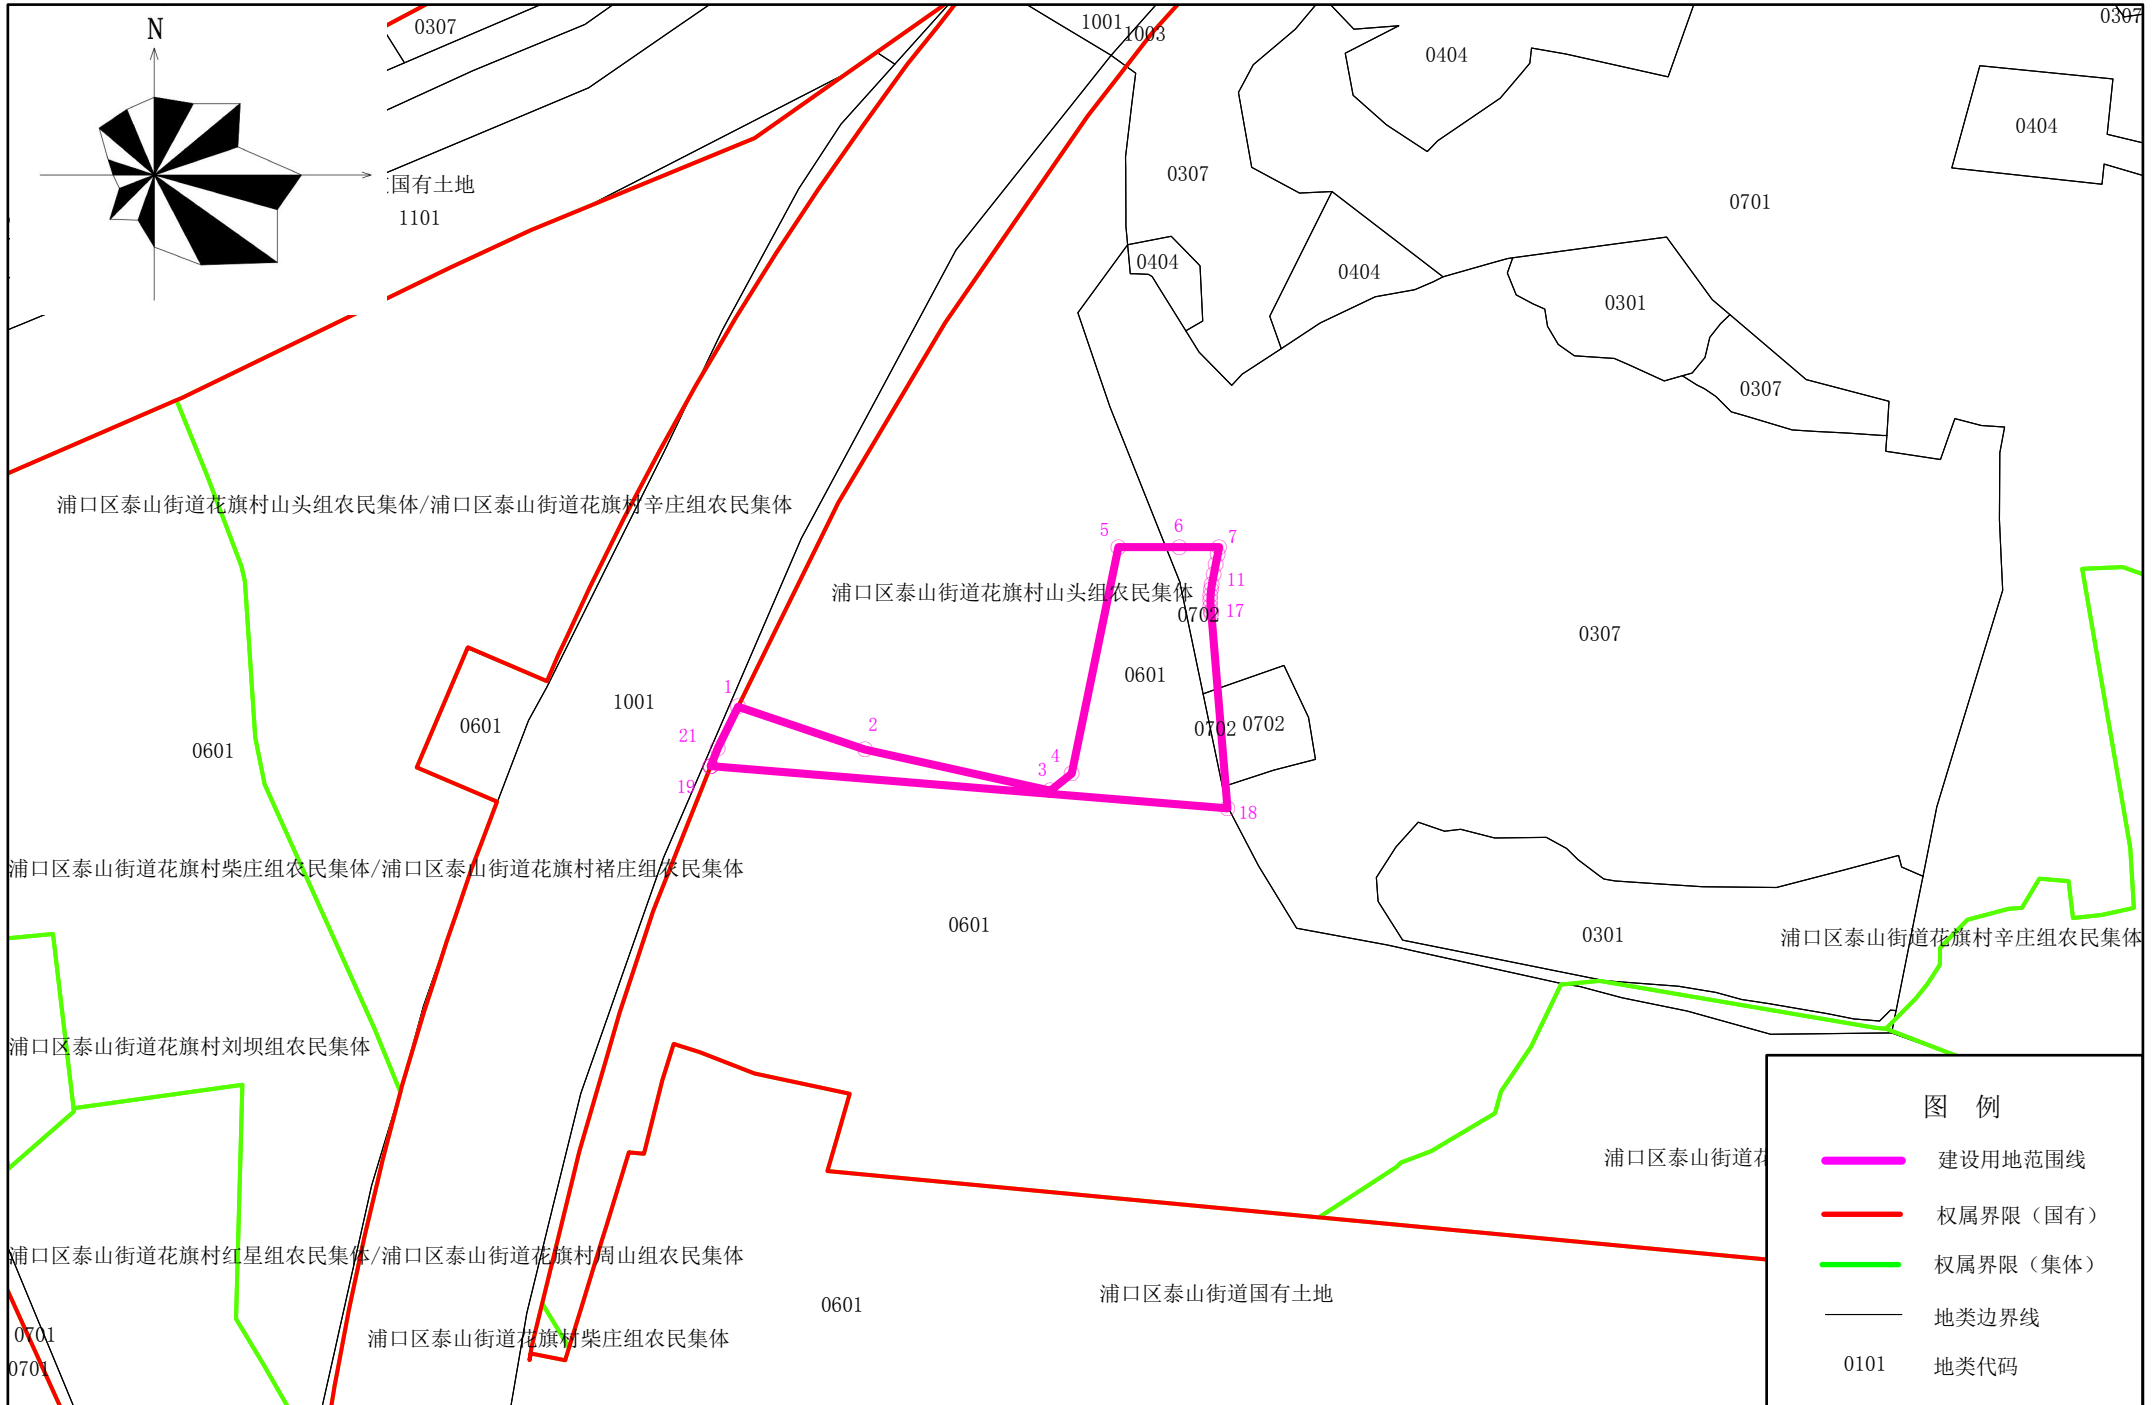 0307
1001
1003
0307
N
0404
0404
0307
国有土地
0701
1101
0404
0404
0301
0307
浦口区泰山街道花旗村山头组农民集体/浦口区泰山街道花旗村辛庄组农民集体
5
6
7
11
浦口区泰山街道花旗村山头组农民集体
17
0702
0307
0601
1
1001
2
0601
0702
0702
21
0601
4
3
19
18
浦口区泰山街道花旗村柴庄组农民集体/浦口区泰山街道花旗村褚庄组农民集体
0601
0301
浦口区泰山街道花旗村辛庄组农民集体
浦口区泰山街道花旗村刘坝组农民集体
图 例
浦口区泰山街道花
建设用地范围线
权属界限（国有）
浦口区泰山街道花旗村红星组农民集体/浦口区泰山街道花旗村周山组农民集体
权属界限（集体）
浦口区泰山街道国有土地
0601
地类边界线
0701
浦口区泰山街道花旗村柴庄组农民集体
0701
0101
地类代码